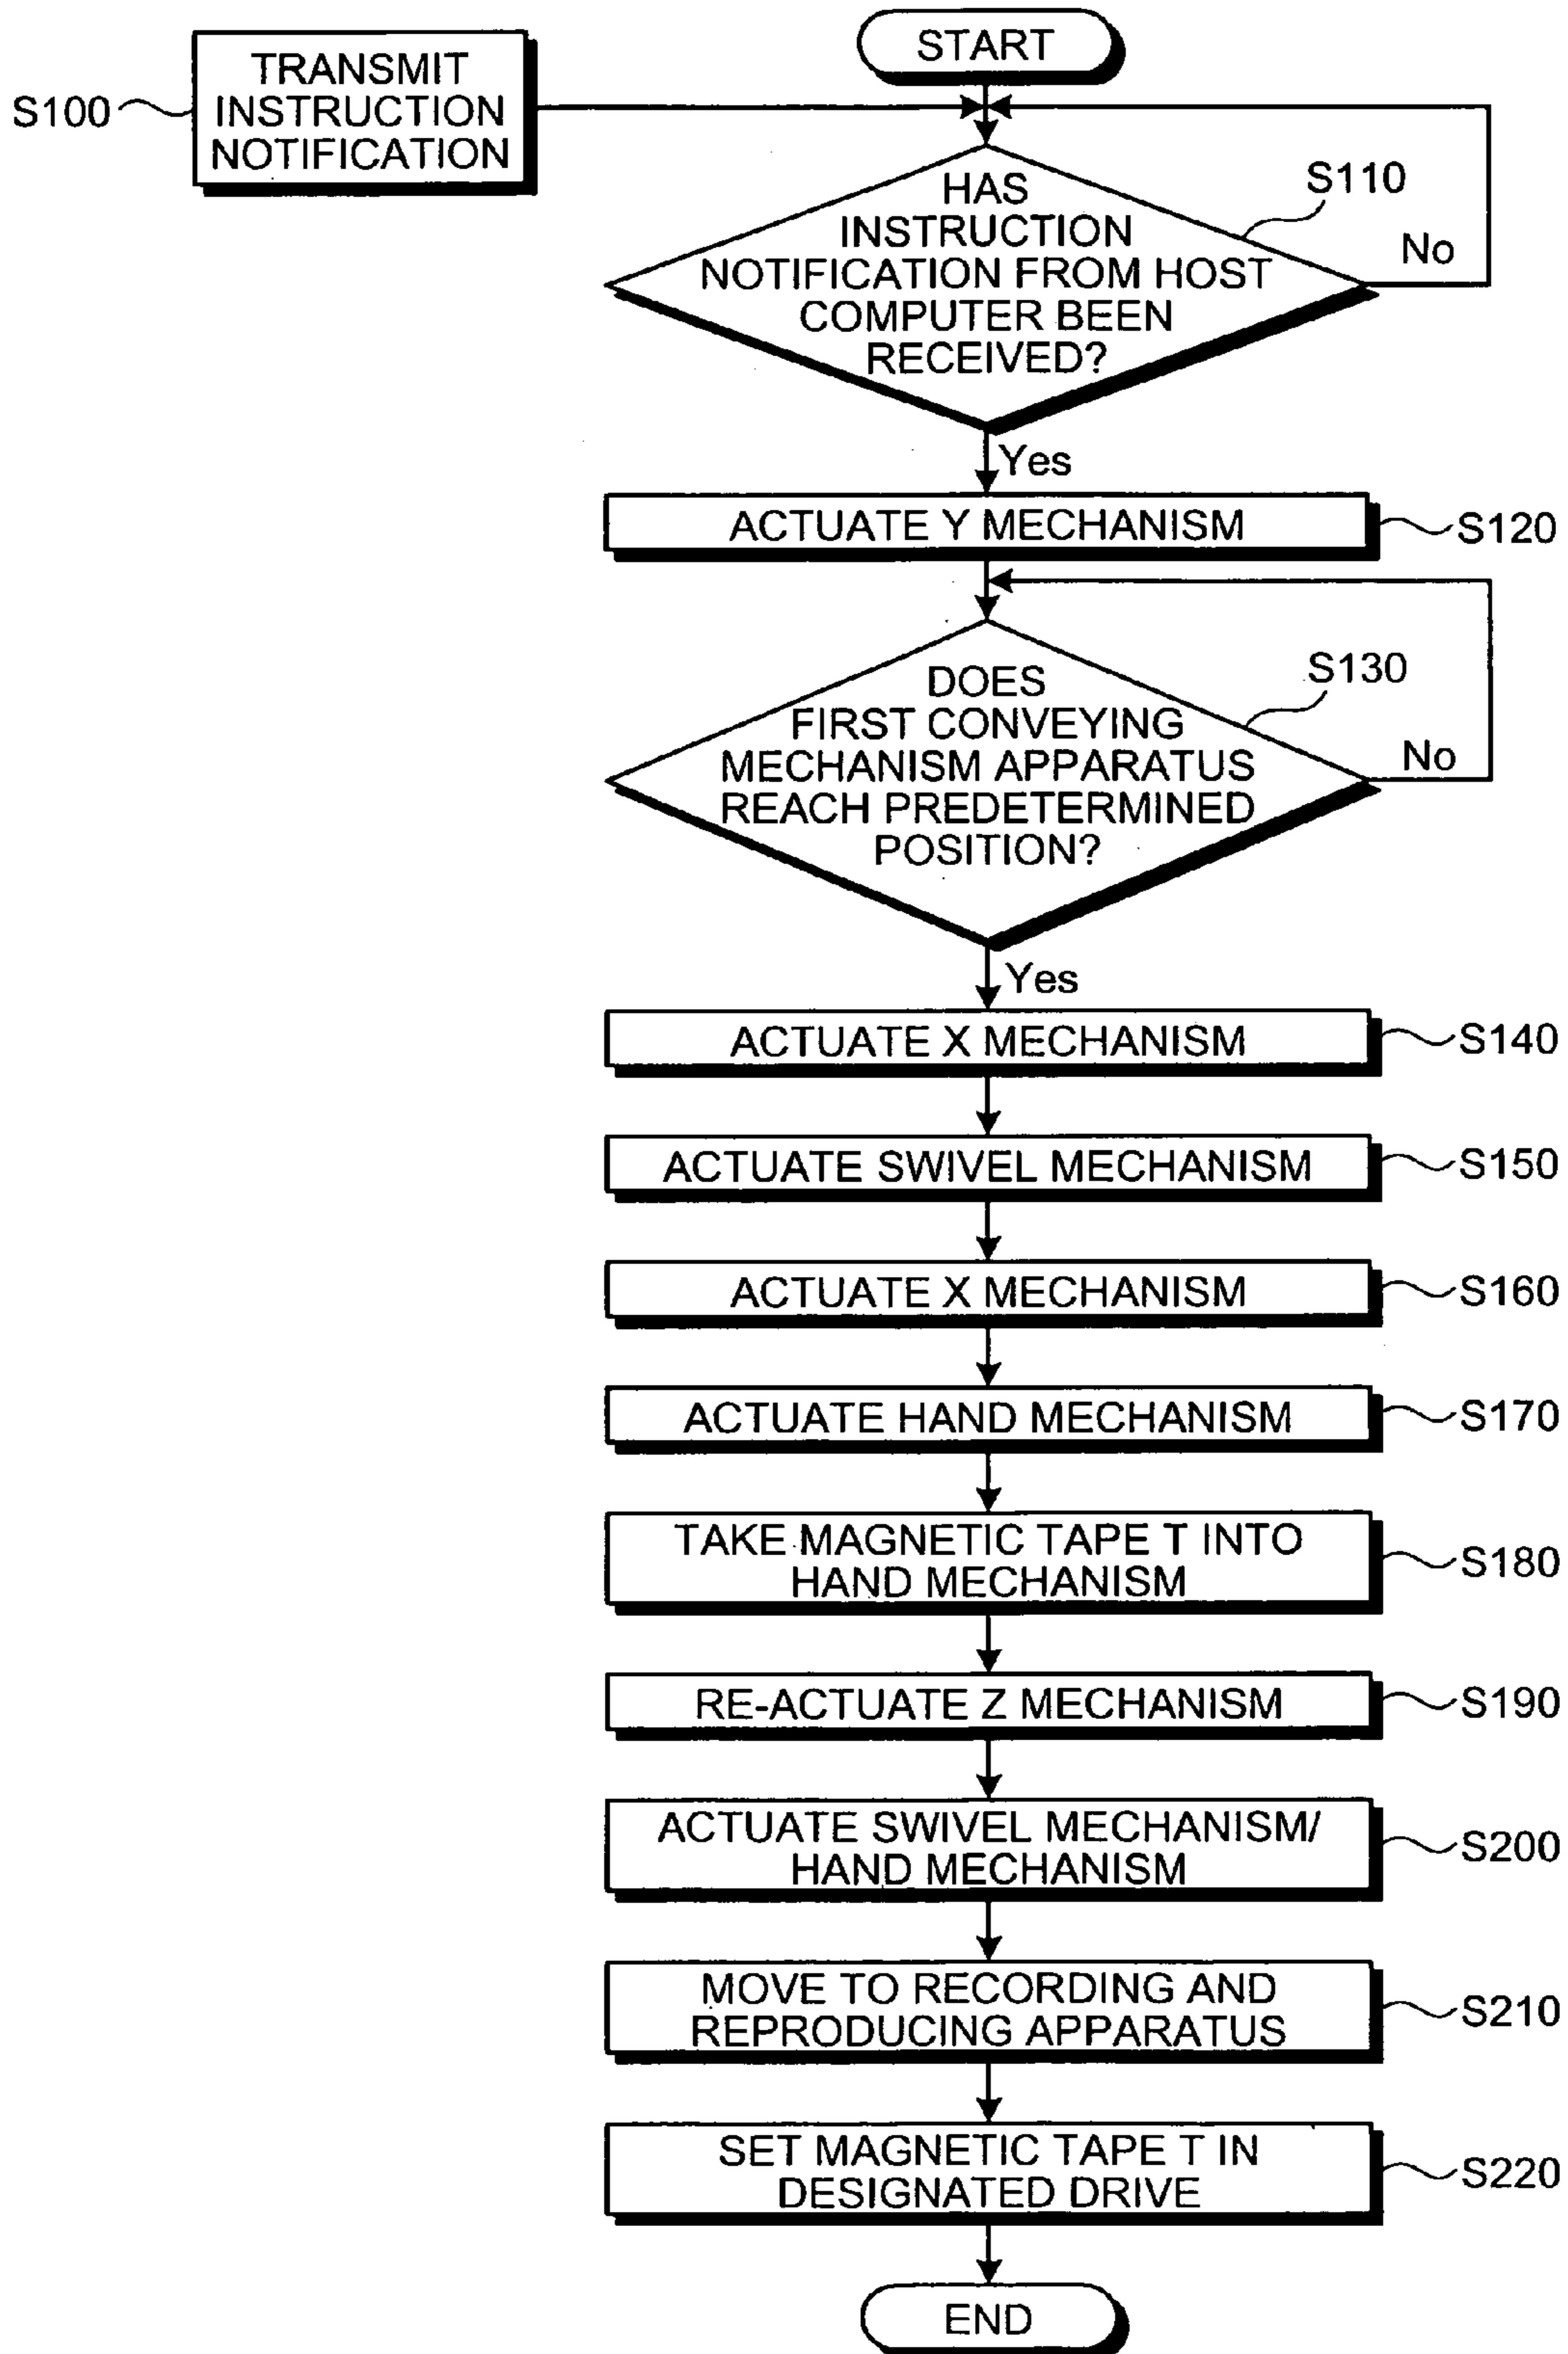 START
TRANSMIT
INSTRUCTION
NOTIFICATION
S100
HAS
INSTRUCTION
NOTIFICATION FROM HOST
COMPUTER BEEN
RECEIVED?
S110
No
Yes
ACTUATE Y MECHANISM
S120
DOES
FIRST CONVEYING
MECHANISM APPARATUS
REACH PREDETERMINED
POSITION?
S130
No
Yes
ACTUATE X MECHANISM
S140
ACTUATE SWIVEL MECHANISM
S150
ACTUATE X MECHANISM
S160
ACTUATE HAND MECHANISM
S170
TAKE MAGNETIC TAPE T INTO
HAND MECHANISM
S180
RE-ACTUATE Z MECHANISM
S190
ACTUATE SWIVEL MECHANISM/
HAND MECHANISM
S200
MOVE TO RECORDING AND
REPRODUCING APPARATUS
S210
SET MAGNETIC TAPE T IN
DESIGNATED DRIVE
S220
END